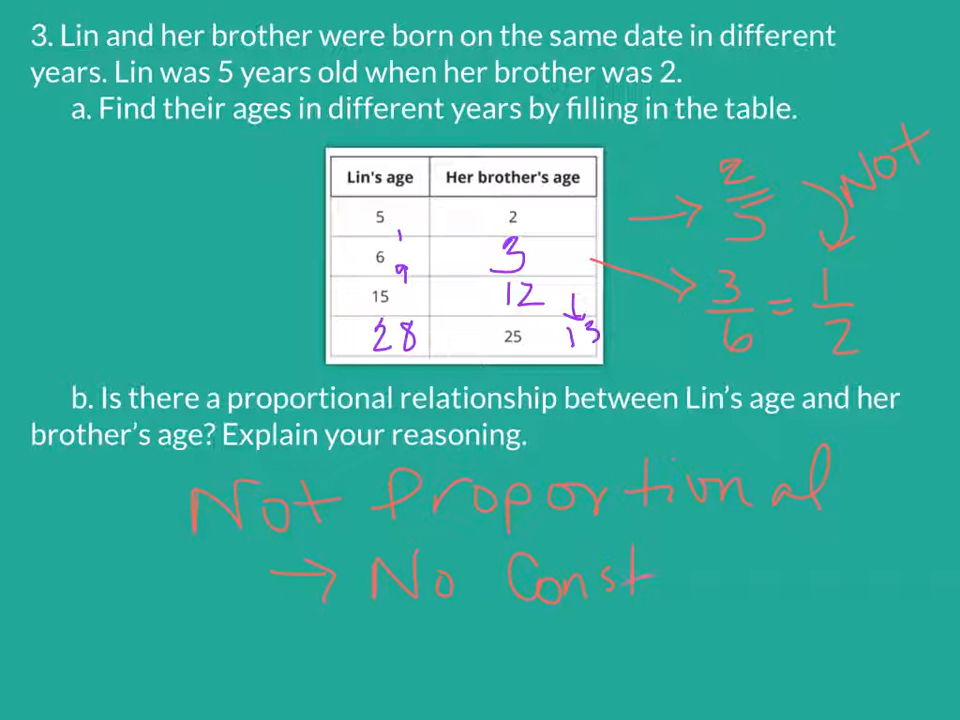 3. Lin and her brother were born on the same date in different
years. Lin was 5 years old when her brother was 2.
a. Find their ages in different years by filling in the table.
Lin's age Her brother's age
5 2
6 1 3
15 9 12
28 25 ↓ 13
→ 2/5 Not
→ 3/6 = 1/2
b. Is there a proportional relationship between Lin's age and her
brother's age? Explain your reasoning.
Not Proportional
→ No Const